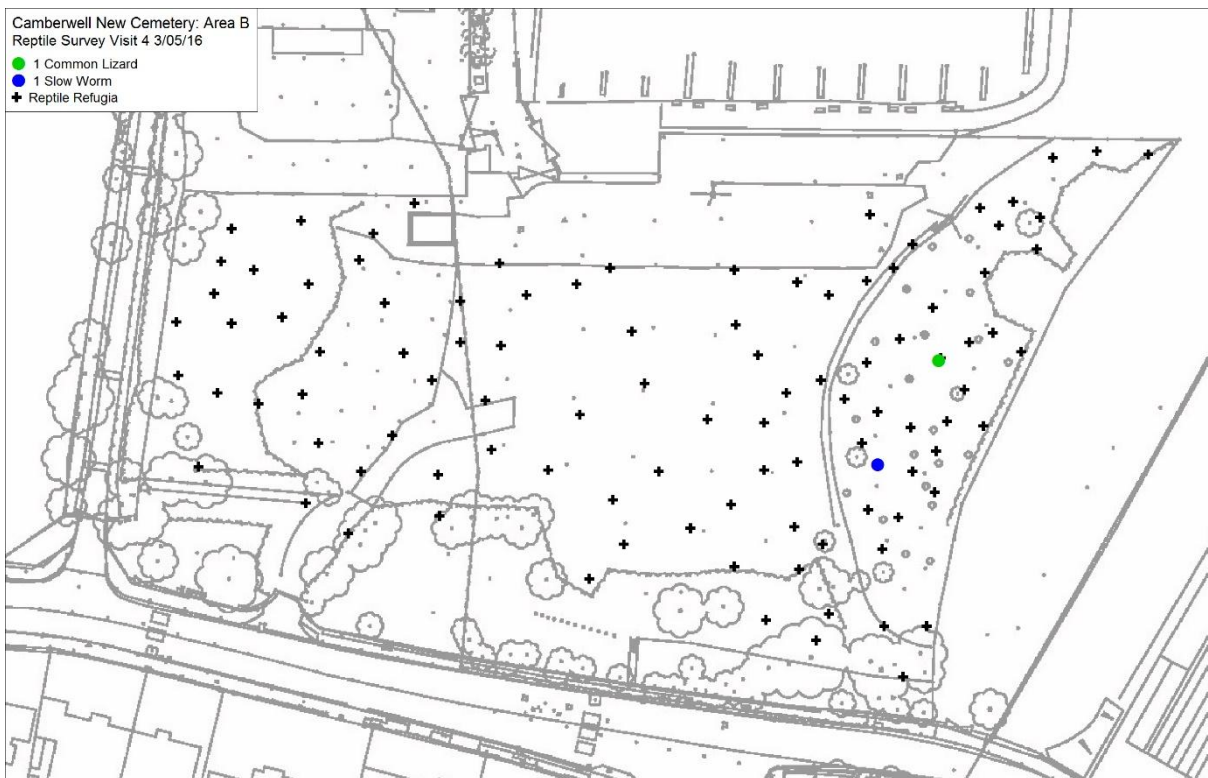 Camberwell New Cemetery: Area B
Reptile Survey Visit 4 3/05/16
1 Common Lizard
1 Slow Worm
Reptile Refugia